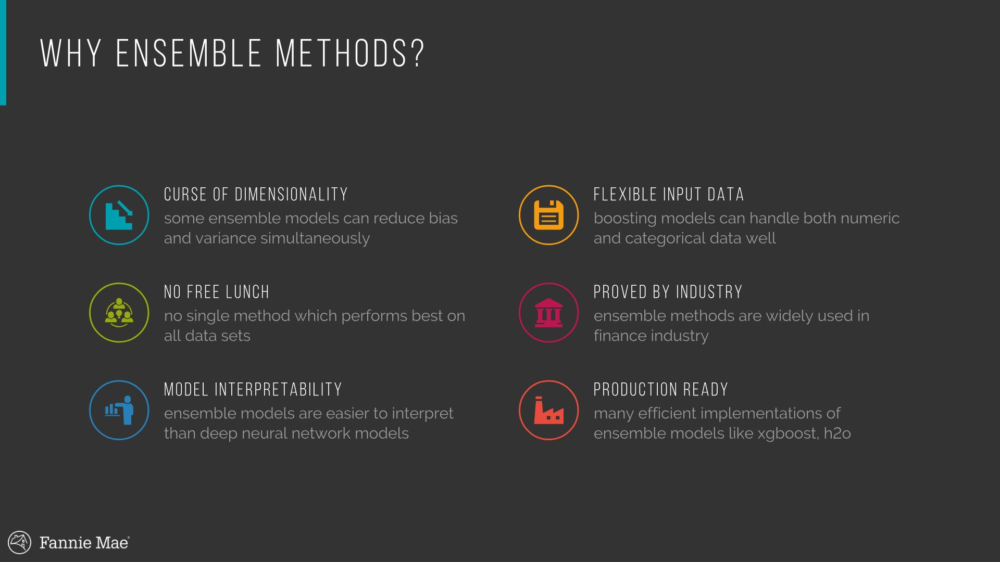 WHY ENSEMBLE METHODS?
CURSE OF DIMENSIONALITY
some ensemble models can reduce bias
and variance simultaneously
NO FREE LUNCH
no single method which performs best on
all data sets
MODEL INTERPRETABILITY
ensemble models are easier to interpret
than deep neural network models
FLEXIBLE INPUT DATA
boosting models can handle both numeric
and categorical data well
PROVED BY INDUSTRY
ensemble methods are widely used in
finance industry
PRODUCTION READY
many efficient implementations of
ensemble models like xgboost, h2o
Fannie Mae